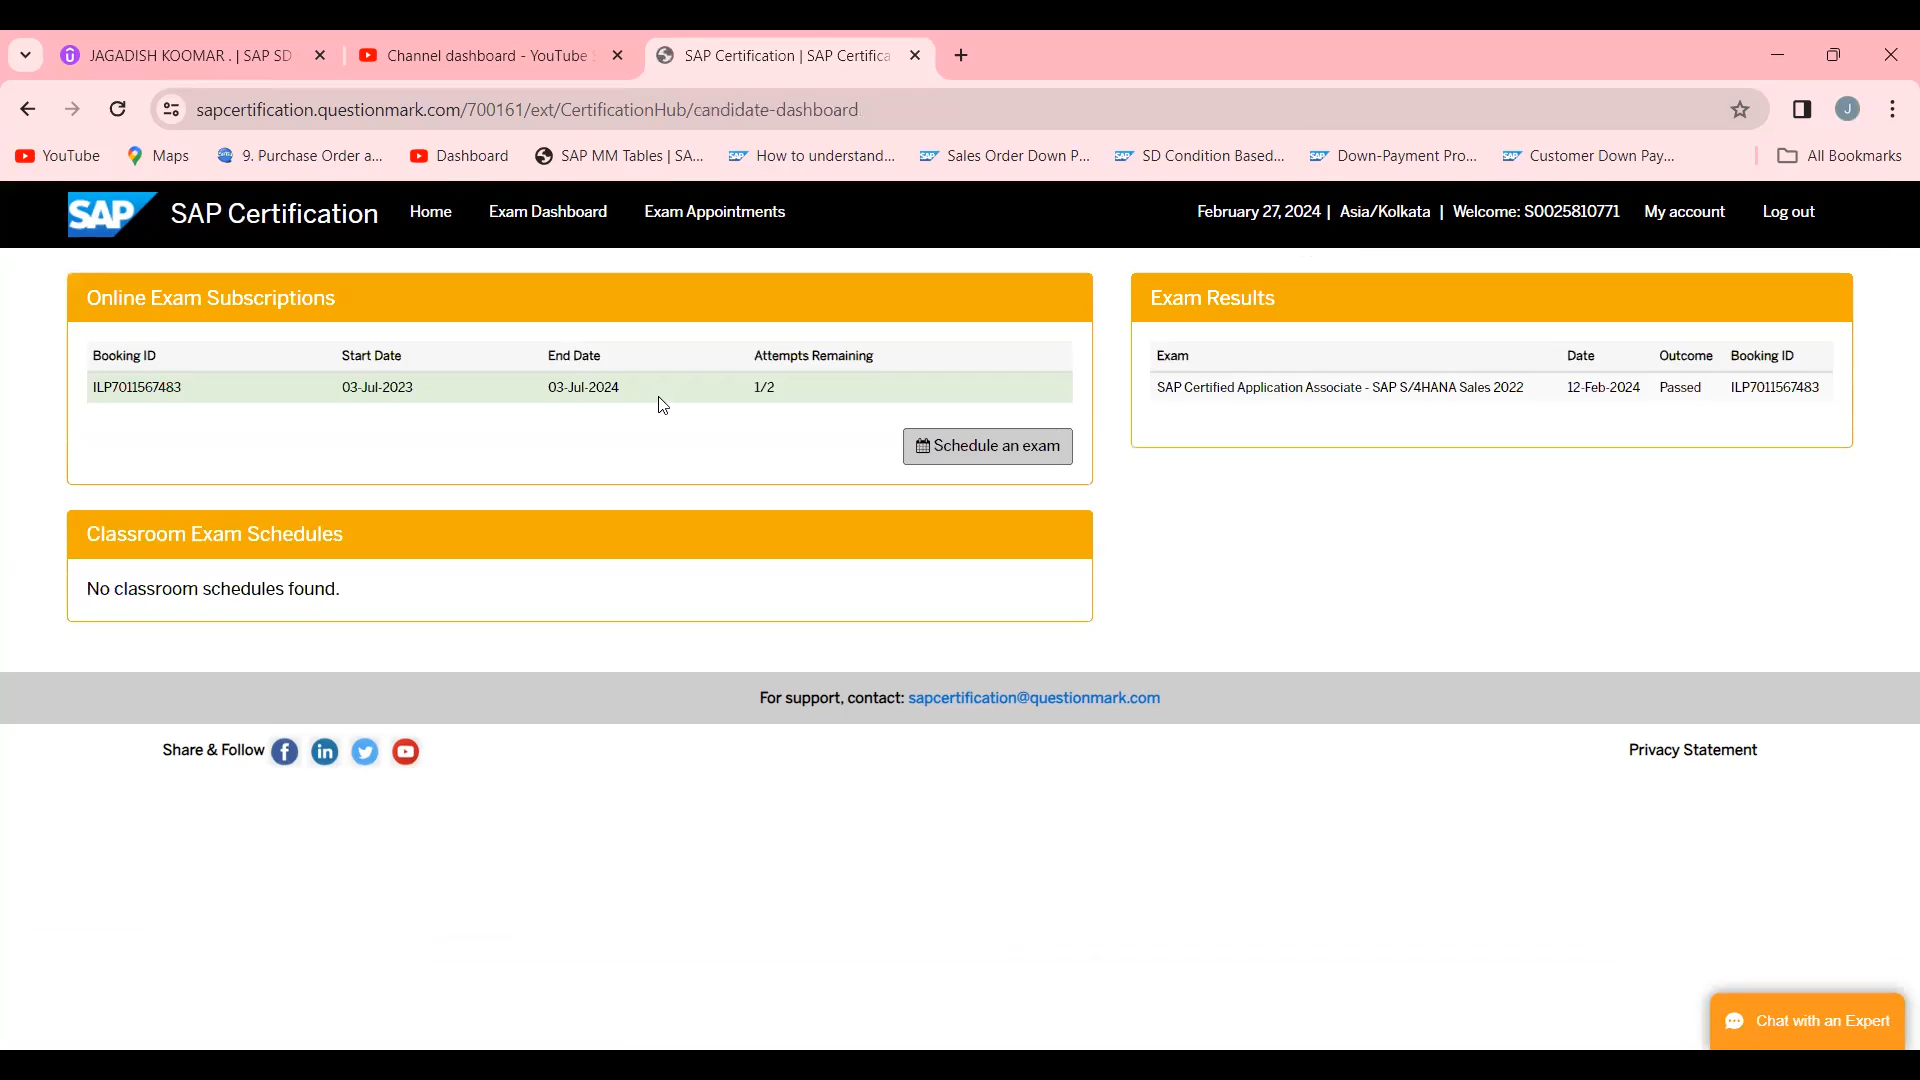 JAGADISH KOOMAR . | SAP SD
Channel dashboard - YouTube
SAP Certification | SAP Certifica
sapcertification.questionmark.com/700161/ext/CertificationHub/candidate-dashboard
J
YouTube
Maps
9. Purchase Order a...
Dashboard
SAP MM Tables | SA...
How to understand...
Sales Order Down P...
SD Condition Based...
Down-Payment Pro...
Customer Down Pay...
All Bookmarks
SAP SAP Certification
Home
Exam Dashboard
Exam Appointments
February 27, 2024 | Asia/Kolkata | Welcome: S0025810771
My account
Log out
Online Exam Subscriptions
Booking ID Start Date End Date Attempts Remaining
ILP7011567483 03-Jul-2023 03-Jul-2024 1/2
Schedule an exam
Exam Results
Exam Date Outcome Booking ID
SAP Certified Application Associate - SAP S/4HANA Sales 2022 12-Feb-2024 Passed ILP7011567483
Classroom Exam Schedules
No classroom schedules found.
For support, contact: sapcertification@questionmark.com
Share & Follow
Privacy Statement
Chat with an Expert